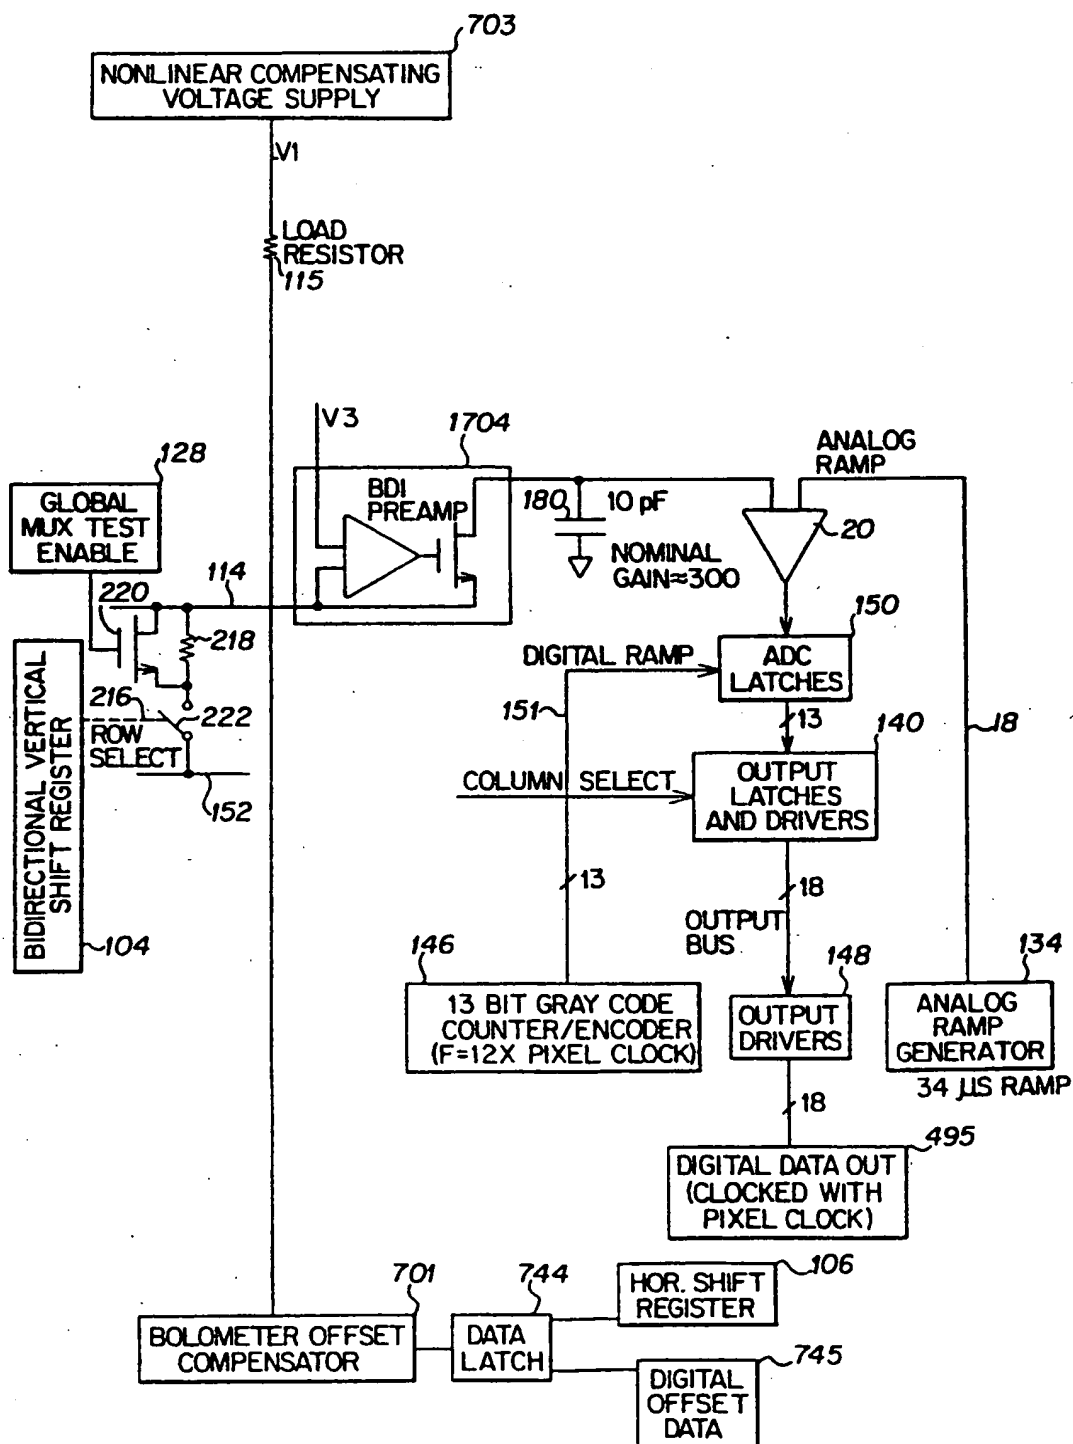 703
NONLINEAR COMPENSATING
VOLTAGE SUPPLY
V1
LOAD
RESISTOR
115
V3
1704
BDI
PREAMP
180
10 pF
NOMINAL
GAIN≈300
ANALOG
RAMP
20
128
GLOBAL
MUX TEST
ENABLE
220
114
218
216
222
ROW
SELECT
152
BIDIRECTIONAL VERTICAL
SHIFT REGISTER
104
150
DIGITAL RAMP
ADC
LATCHES
151
13
140
18
COLUMN SELECT
OUTPUT
LATCHES
AND DRIVERS
13
18
OUTPUT
BUS
146
13 BIT GRAY CODE
COUNTER/ENCODER
(F=12X PIXEL CLOCK)
148
OUTPUT
DRIVERS
134
ANALOG
RAMP
GENERATOR
34 µS RAMP
18
495
DIGITAL DATA OUT
(CLOCKED WITH
PIXEL CLOCK)
701
BOLOMETER OFFSET
COMPENSATOR
744
DATA
LATCH
106
HOR. SHIFT
REGISTER
745
DIGITAL
OFFSET
DATA